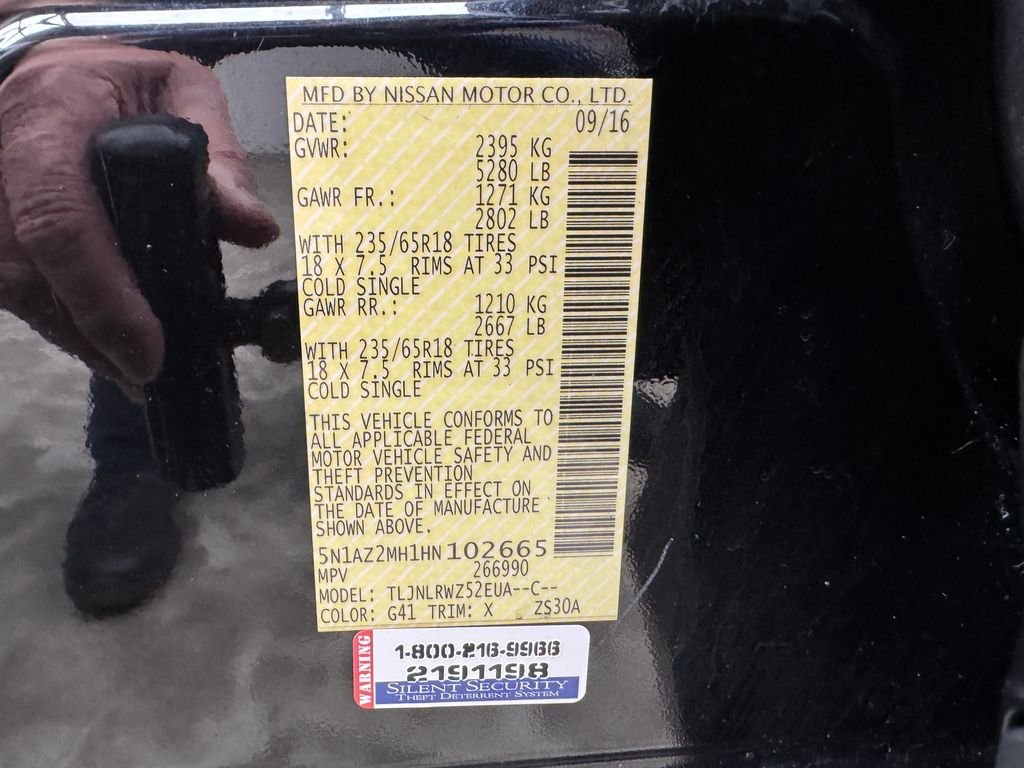 MFD BY NISSAN MOTOR CO., LTD.
DATE: 09/16
GVWR: 2395 KG
5280 LB
GAWR FR.: 1271 KG
2802 LB
WITH 235/65R18 TIRES
18 X 7.5 RIMS AT 33 PSI
COLD SINGLE
GAWR RR.: 1210 KG
2667 LB
WITH 235/65R18 TIRES
18 X 7.5 RIMS AT 33 PSI
COLD SINGLE
THIS VEHICLE CONFORMS TO
ALL APPLICABLE FEDERAL
MOTOR VEHICLE SAFETY AND
THEFT PREVENTION
STANDARDS IN EFFECT ON
THE DATE OF MANUFACTURE
SHOWN ABOVE.
5N1AZ2MH1HN102665
MPV 266990
MODEL: TLJNLRWZ52EUA--C--
COLOR: G41 TRIM: X ZS30A
WARNING
1-800-216-9966
2191198
SILENT SECURITY
THEFT DETERRENT SYSTEM